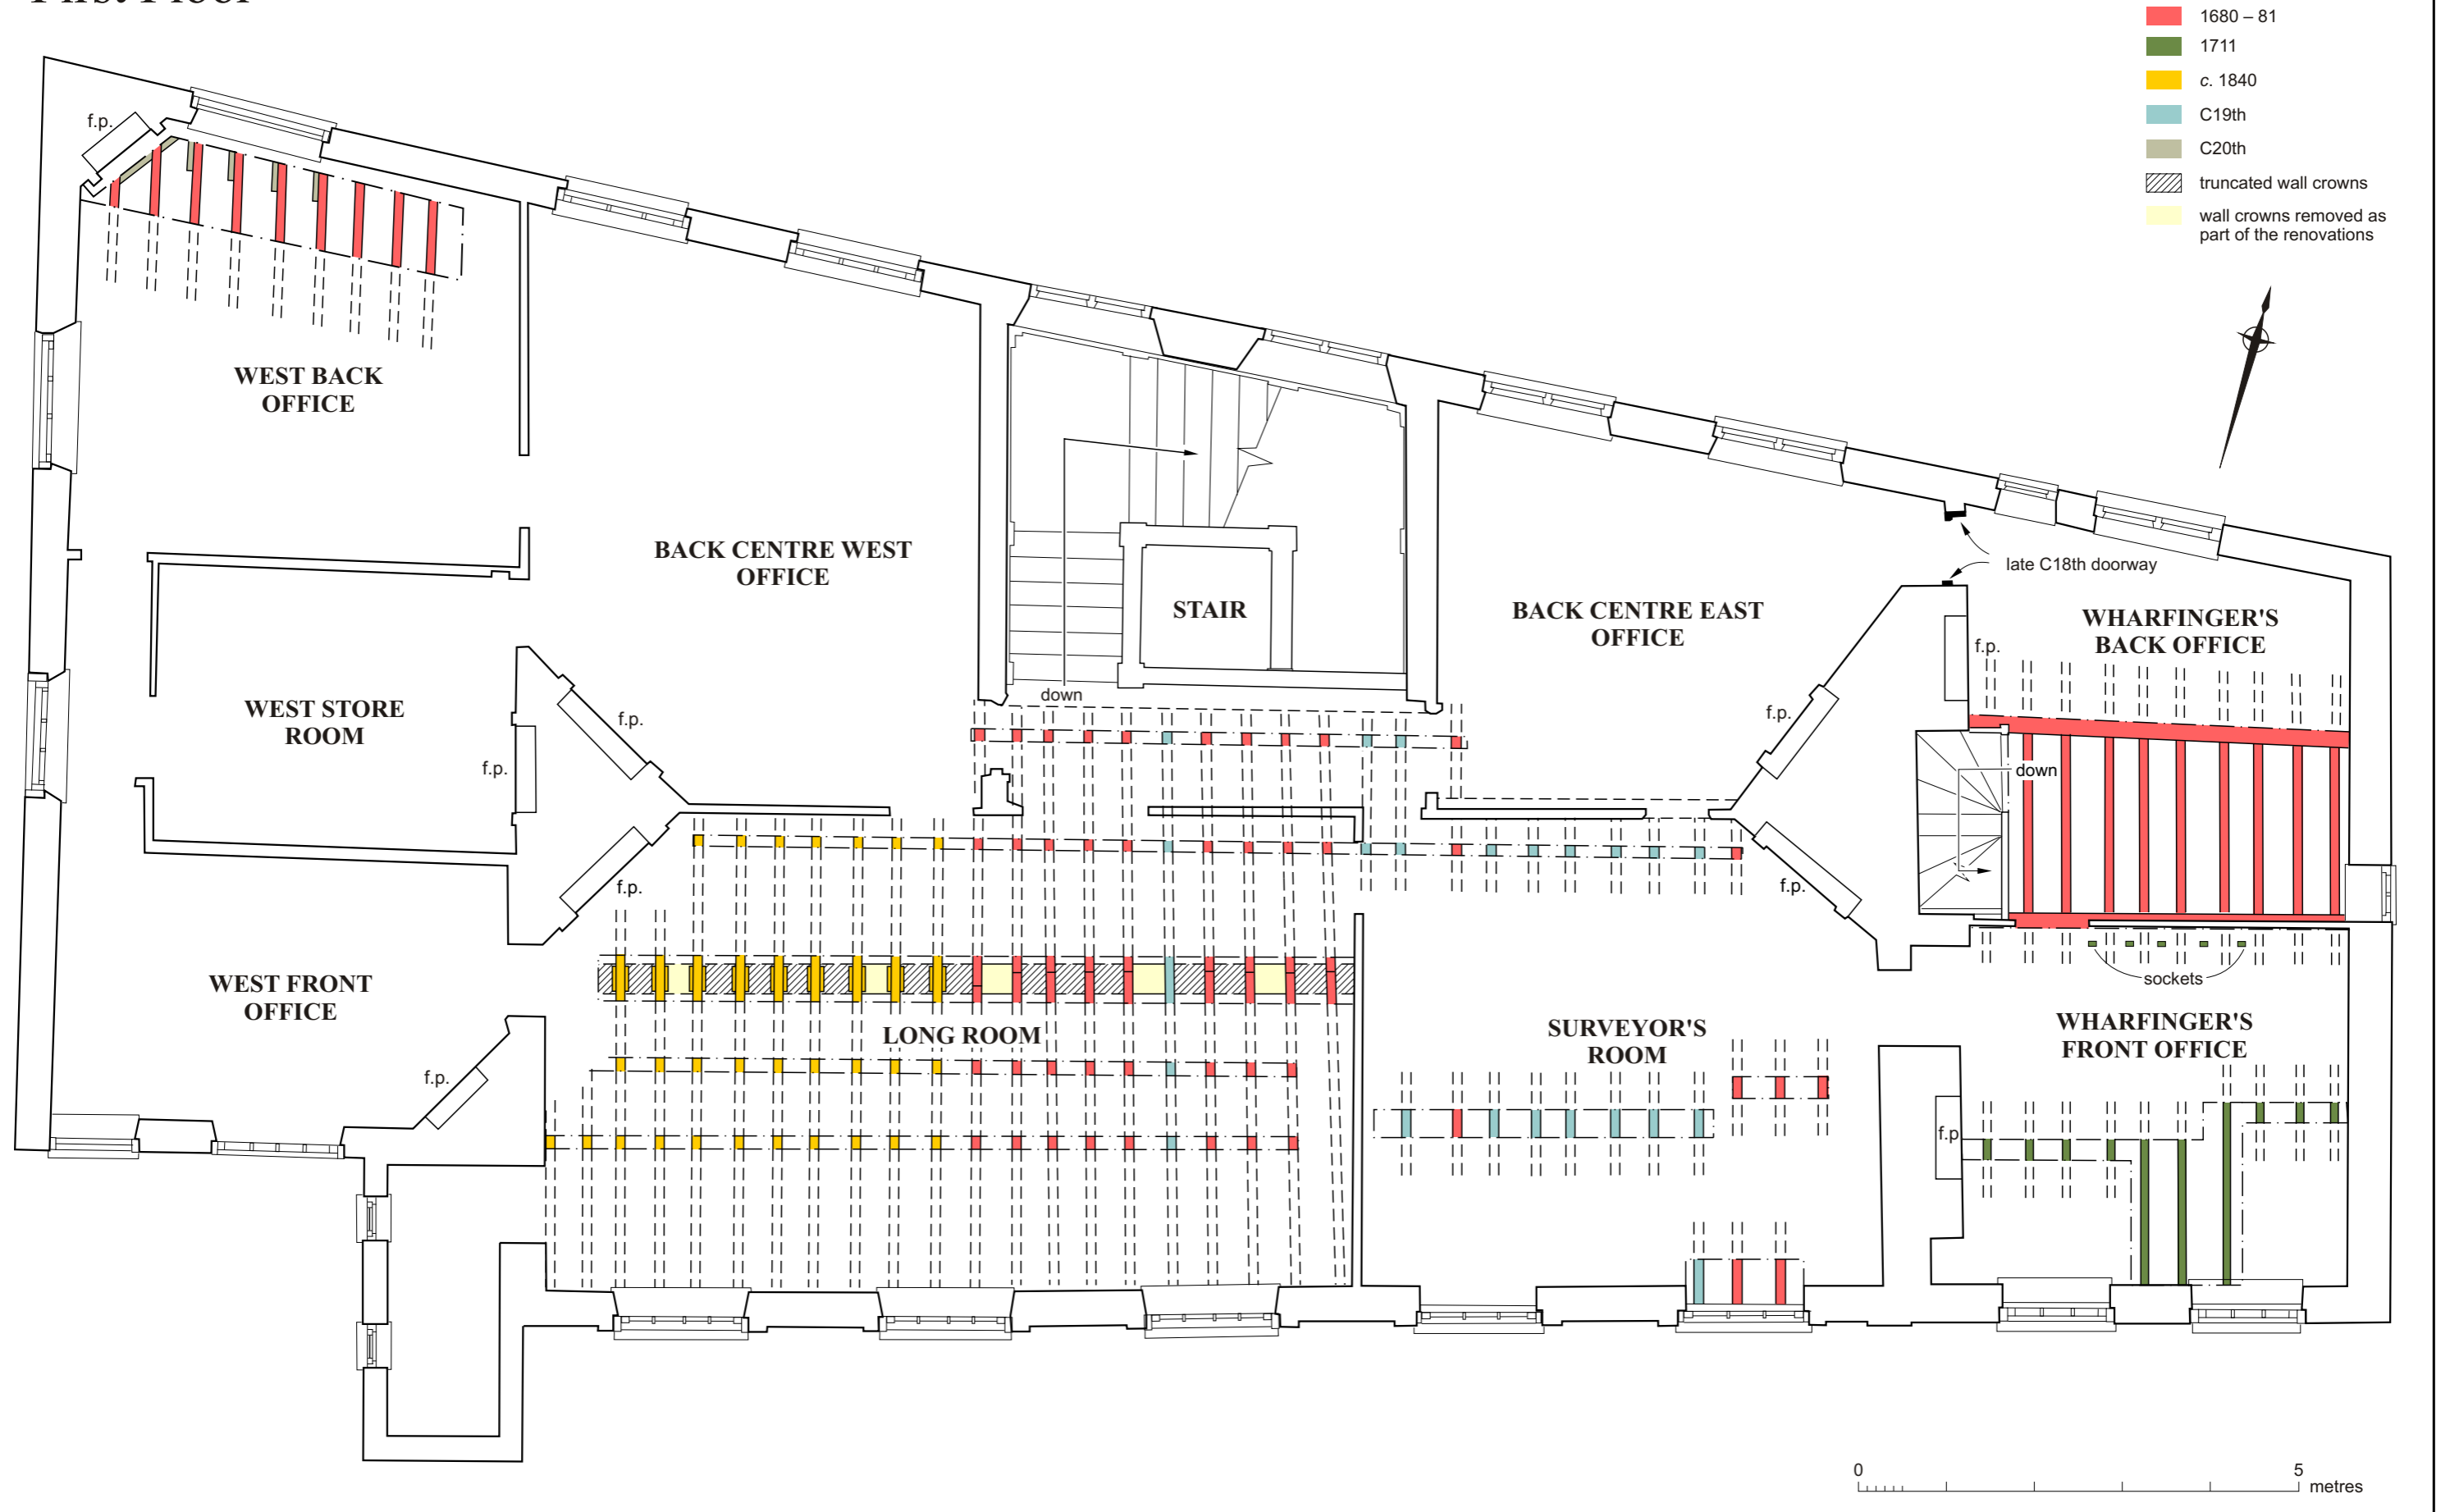 First Floor
1680 – 81
1711
c. 1840
C19th
C20th
truncated wall crowns
wall crowns removed as
part of the renovations
f.p.
WEST BACK
OFFICE
BACK CENTRE WEST
OFFICE
STAIR
down
late C18th doorway
BACK CENTRE EAST
OFFICE
WHARFINGER'S
BACK OFFICE
f.p.
WEST STORE
ROOM
f.p.
f.p.
f.p.
down
f.p.
f.p.
WEST FRONT
OFFICE
f.p.
LONG ROOM
SURVEYOR'S
ROOM
sockets
WHARFINGER'S
FRONT OFFICE
f.p
0
5
metres